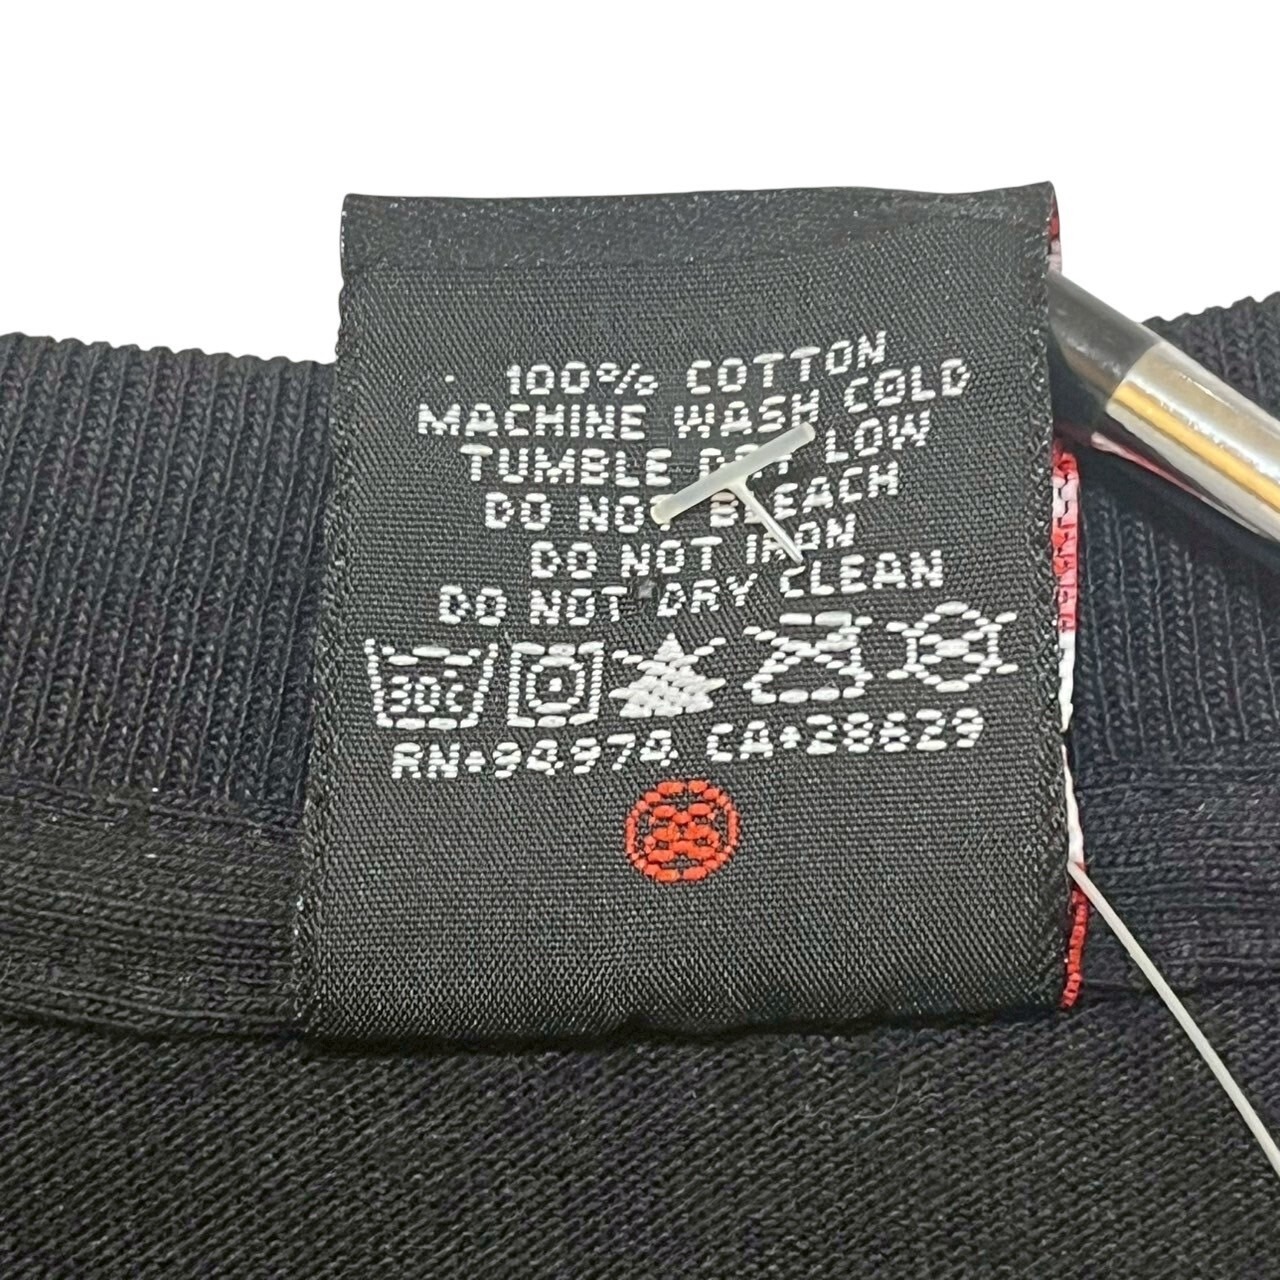 100% COTTON
MACHINE WASH COLD
TUMBLE DRY LOW
DO NOT BLEACH
DO NOT IRON
DO NOT DRY CLEAN
30c
RN•94974 CA•28629